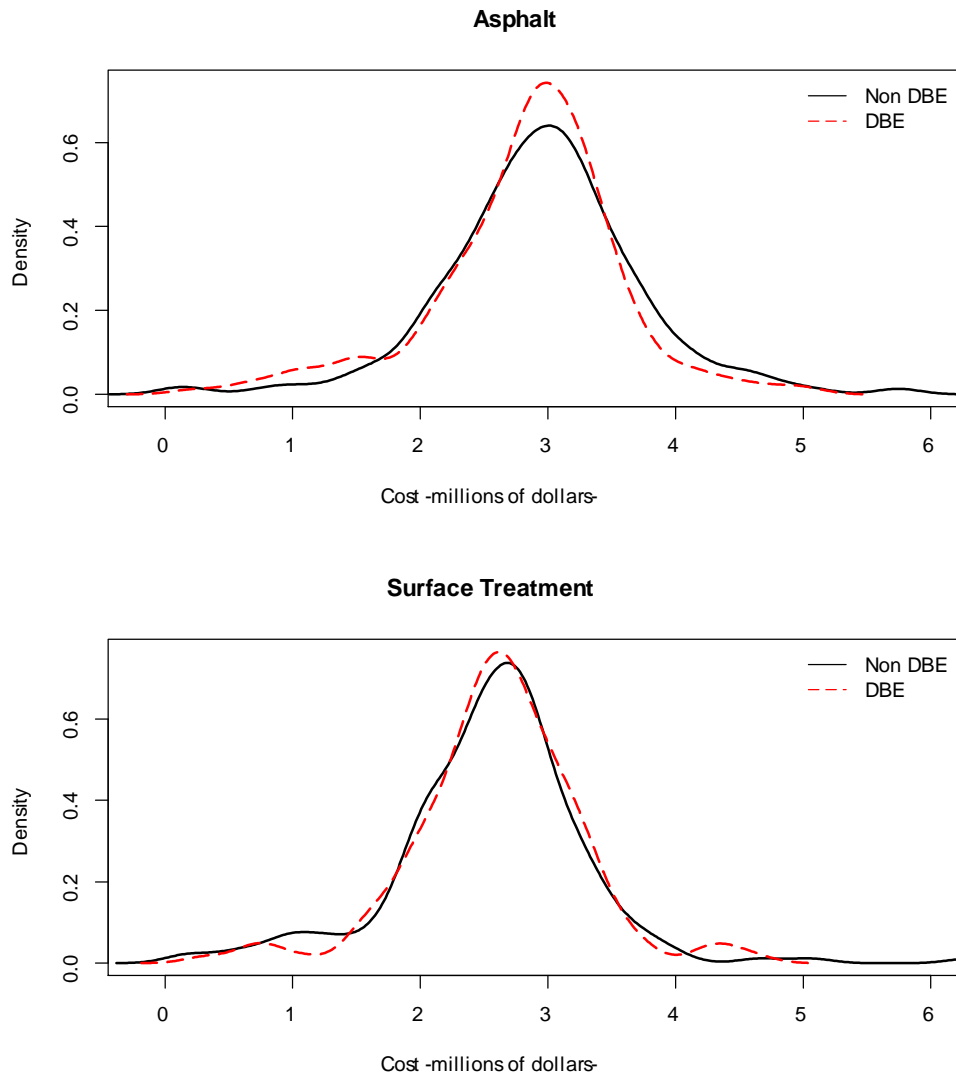 Asphalt
Non DBE
DBE
Density
0.0 0.2 0.4 0.6
0 1 2 3 4 5 6
Cost -millions of dollars-
Surface Treatment
Non DBE
DBE
Density
0.0 0.2 0.4 0.6
0 1 2 3 4 5 6
Cost -millions of dollars-